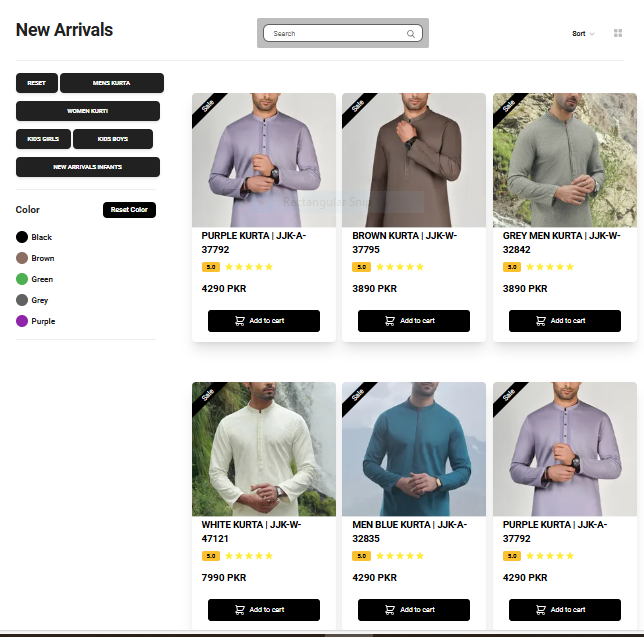 New Arrivals
Search
Sort
RESET
MENS KURTA
WOMEN KURTI
KIDS GIRLS
KIDS BOYS
NEW ARRIVALS INFANTS
Color
Reset Color
Black
Brown
Green
Grey
Purple
Sale
PURPLE KURTA | JJK-A-
37792
5.0
4290 PKR
Add to cart
Sale
Rectangular Snip
BROWN KURTA | JJK-W-
37795
5.0
3890 PKR
Add to cart
Sale
GREY MEN KURTA | JJK-W-
32842
5.0
3890 PKR
Add to cart
Sale
WHITE KURTA | JJK-W-
47121
5.0
7990 PKR
Add to cart
Sale
MEN BLUE KURTA | JJK-A-
32835
5.0
4290 PKR
Add to cart
Sale
PURPLE KURTA | JJK-A-
37792
5.0
4290 PKR
Add to cart